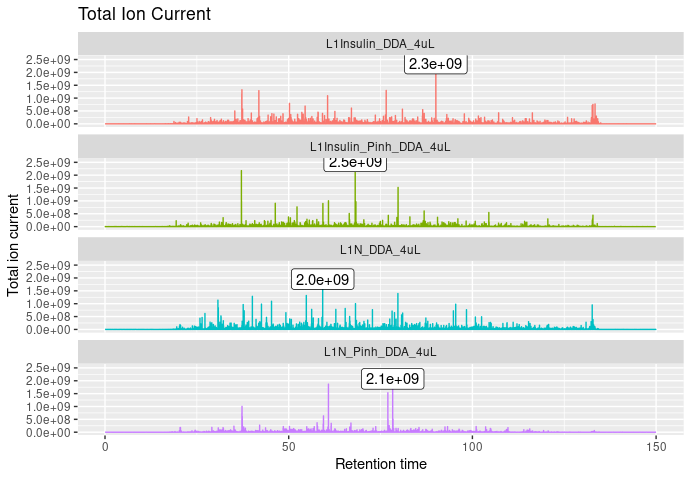 Total Ion Current
L1Insulin_DDA_4uL
2.5e+09
2.0e+09
1.5e+09
1.0e+09
5.0e+08
0.0e+00
2.3e+09
L1Insulin_Pinh_DDA_4uL
2.5e+09
2.0e+09
1.5e+09
1.0e+09
5.0e+08
0.0e+00
2.5e+09
L1N_DDA_4uL
2.5e+09
2.0e+09
1.5e+09
1.0e+09
5.0e+08
0.0e+00
2.0e+09
L1N_Pinh_DDA_4uL
2.5e+09
2.0e+09
1.5e+09
1.0e+09
5.0e+08
0.0e+00
2.1e+09
Total ion current
0 50 100 150
Retention time